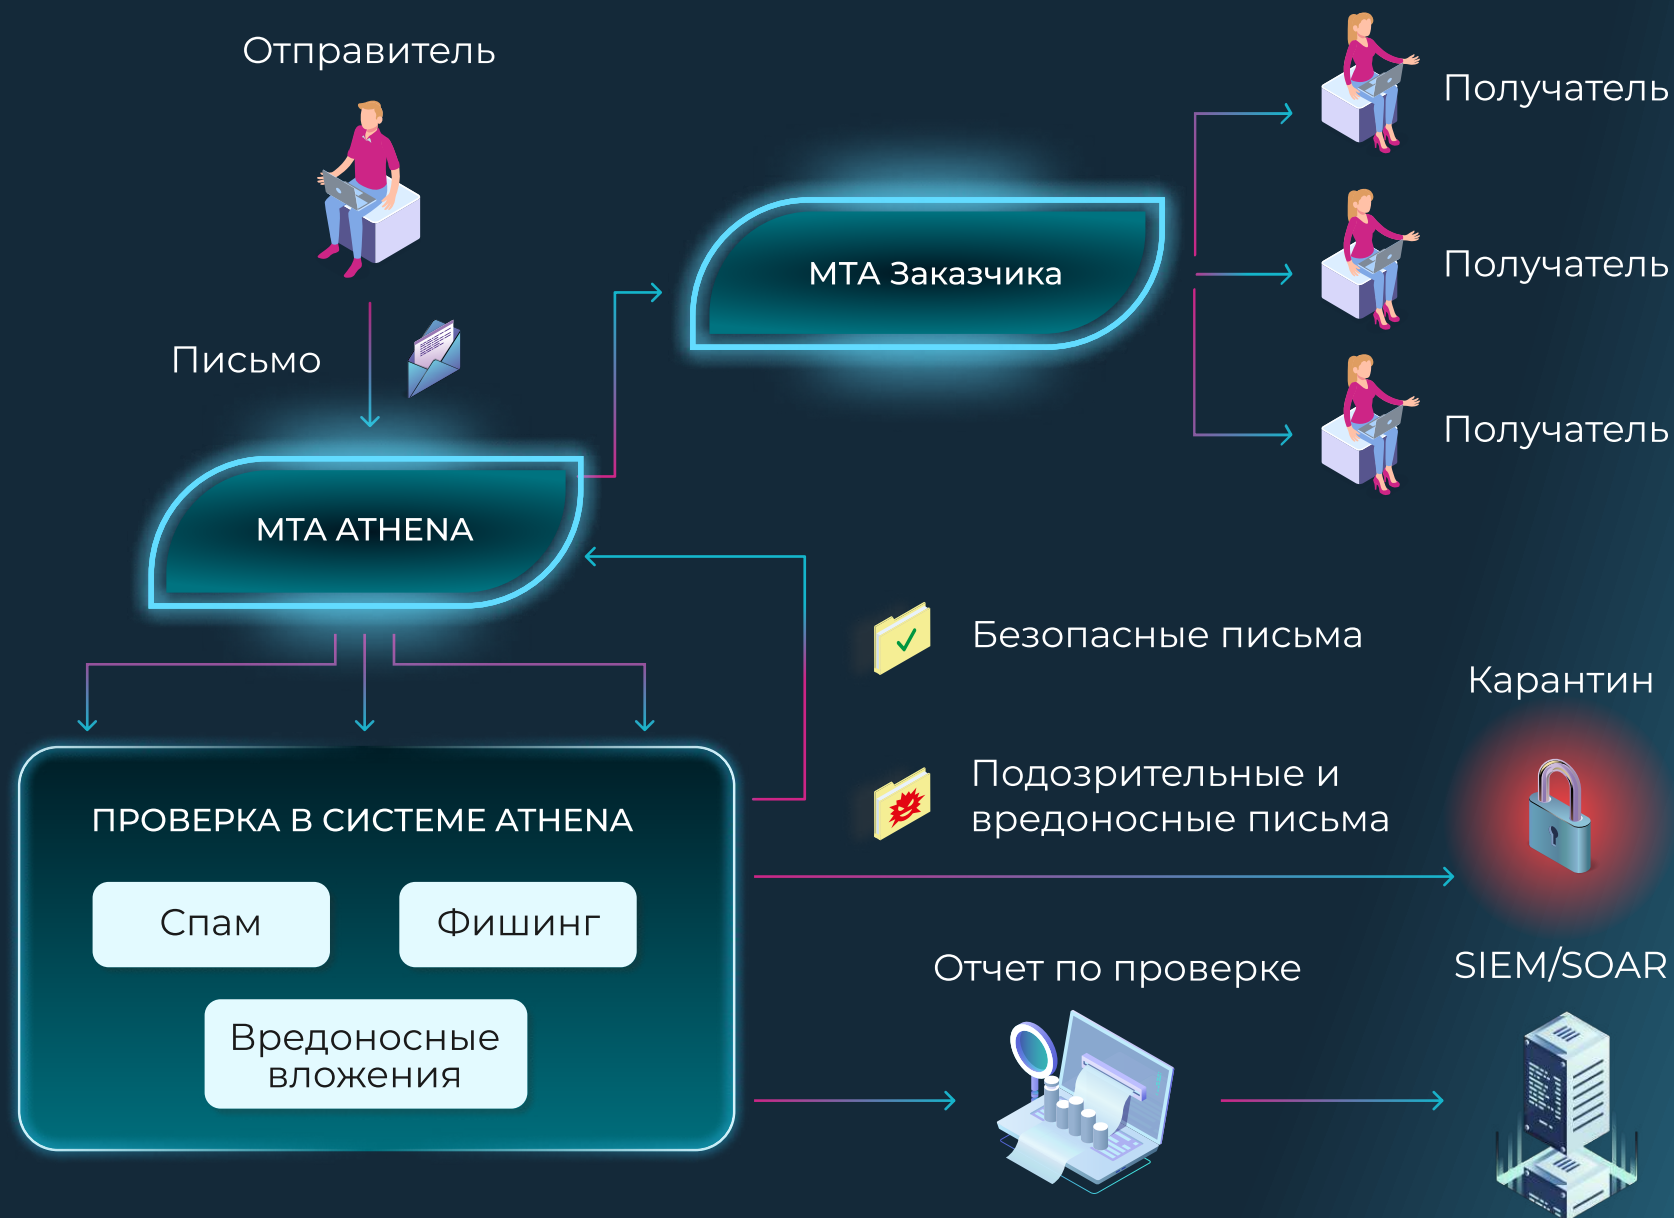 Отправитель
Получатель
Получатель
МТА Заказчика
Письмо
Получатель
МТА ATHENA
Безопасные письма
Карантин
Подозрительные и
вредоносные письма
ПРОВЕРКА В СИСТЕМЕ ATHENA
Спам
Фишинг
Отчет по проверке
SIEM/SOAR
Вредоносные
вложения